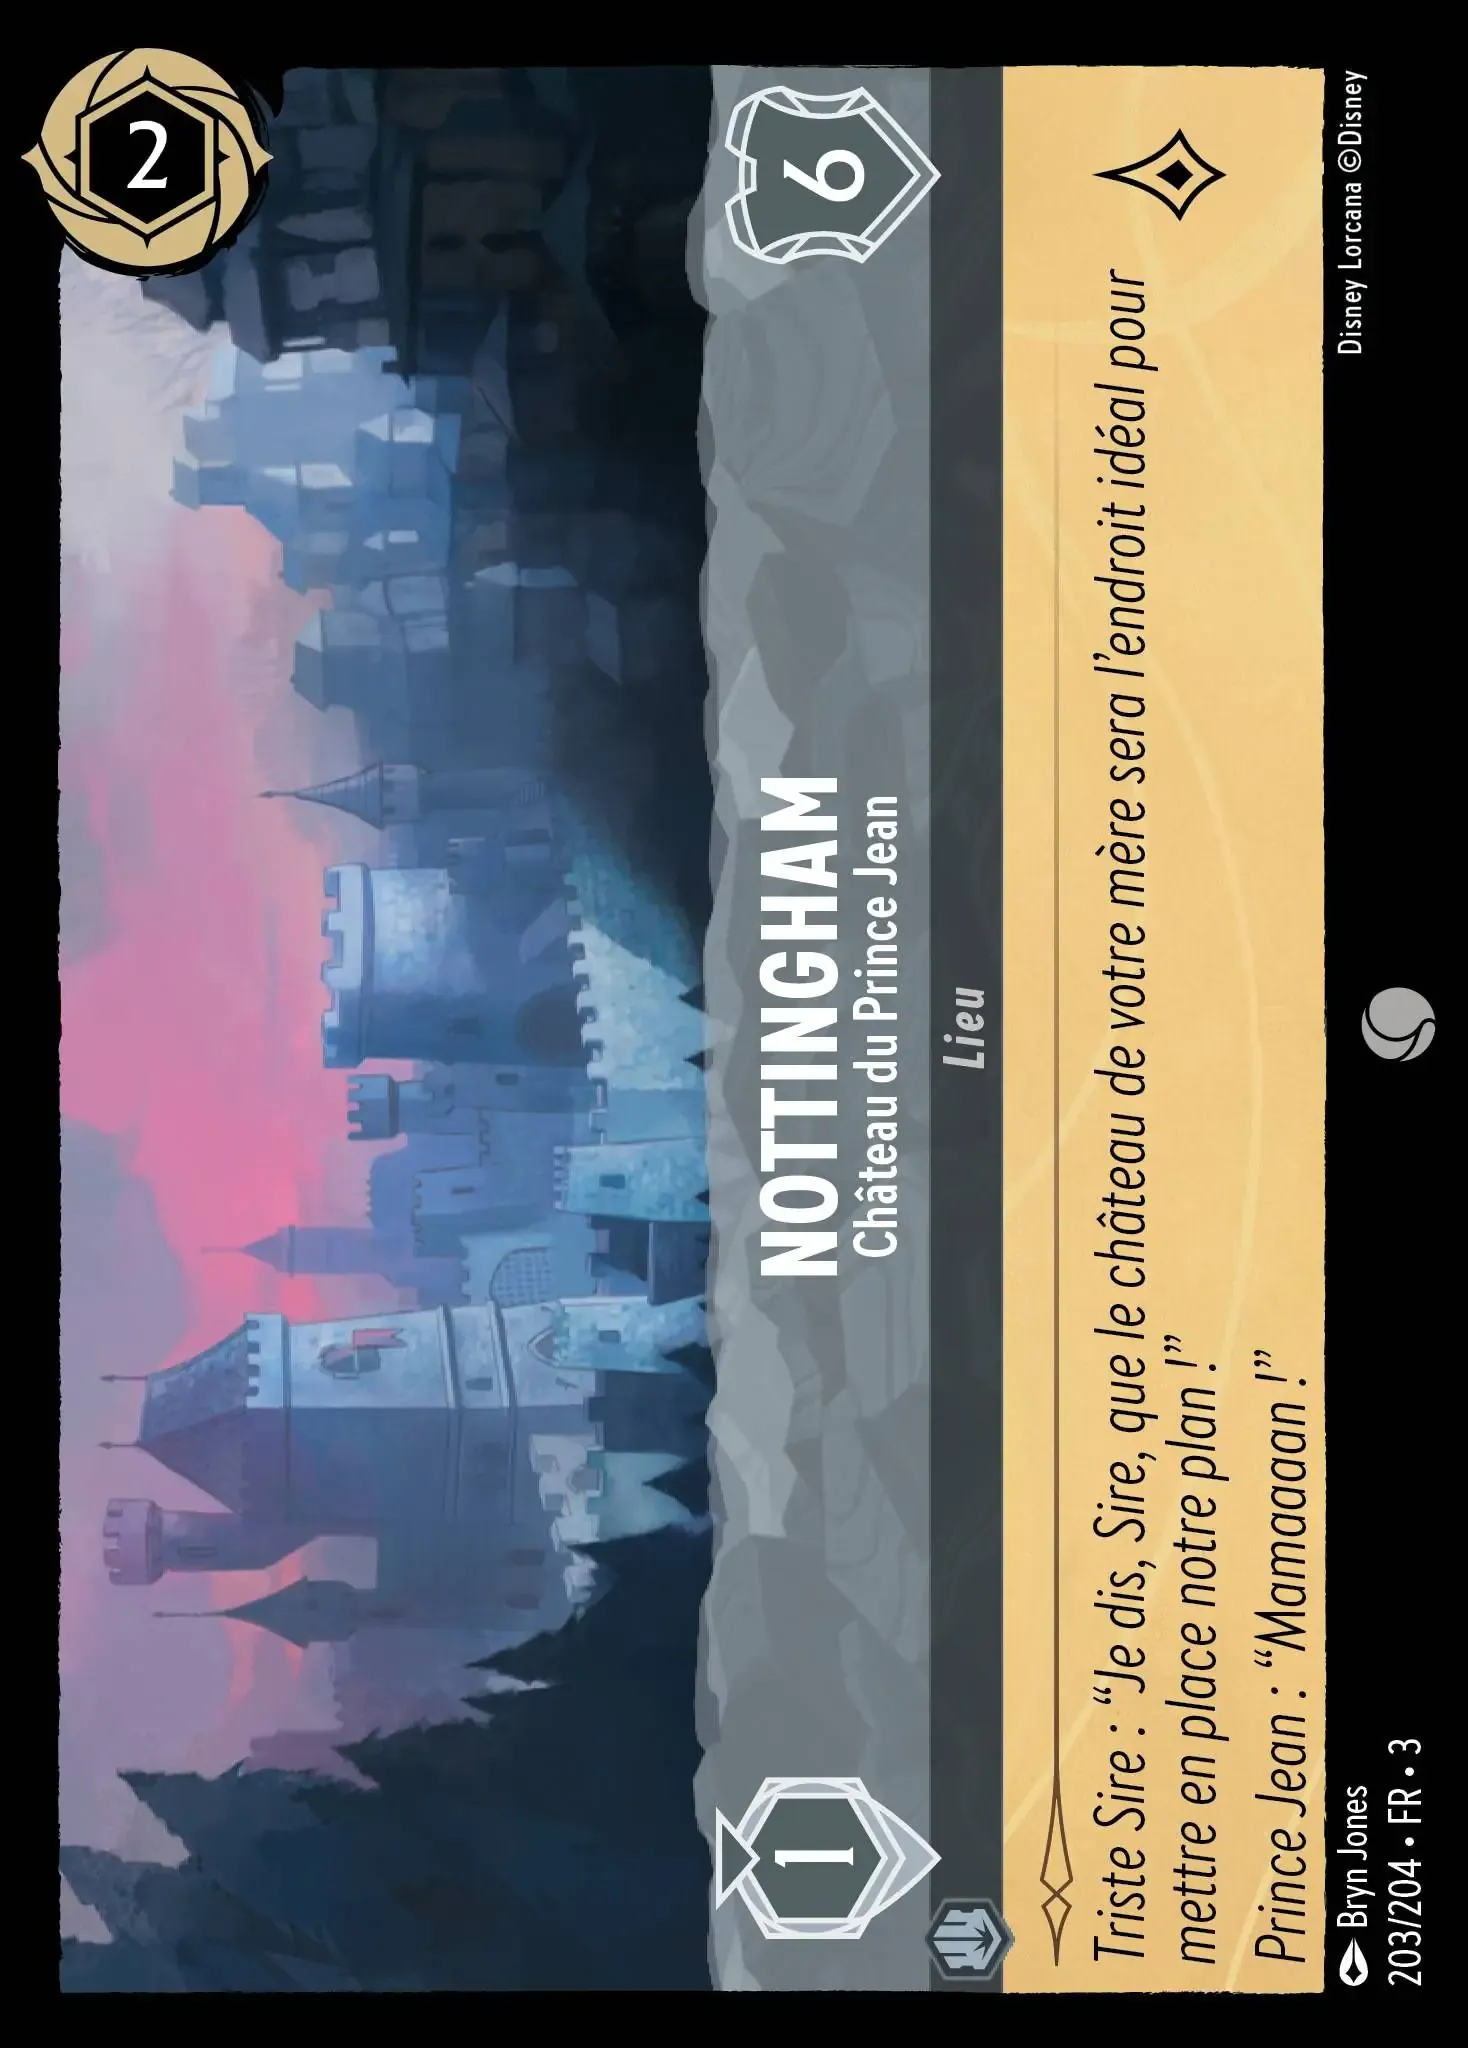 2
1
NOTTINGHAM
Château du Prince Jean
6
Lieu
Triste Sire : “Je dis, Sire, que le château de votre mère sera l’endroit idéal pour
mettre en place notre plan !”
Prince Jean : “Mamaaaan !”
Bryn Jones
203/204 • FR • 3
Disney Lorcana ©Disney